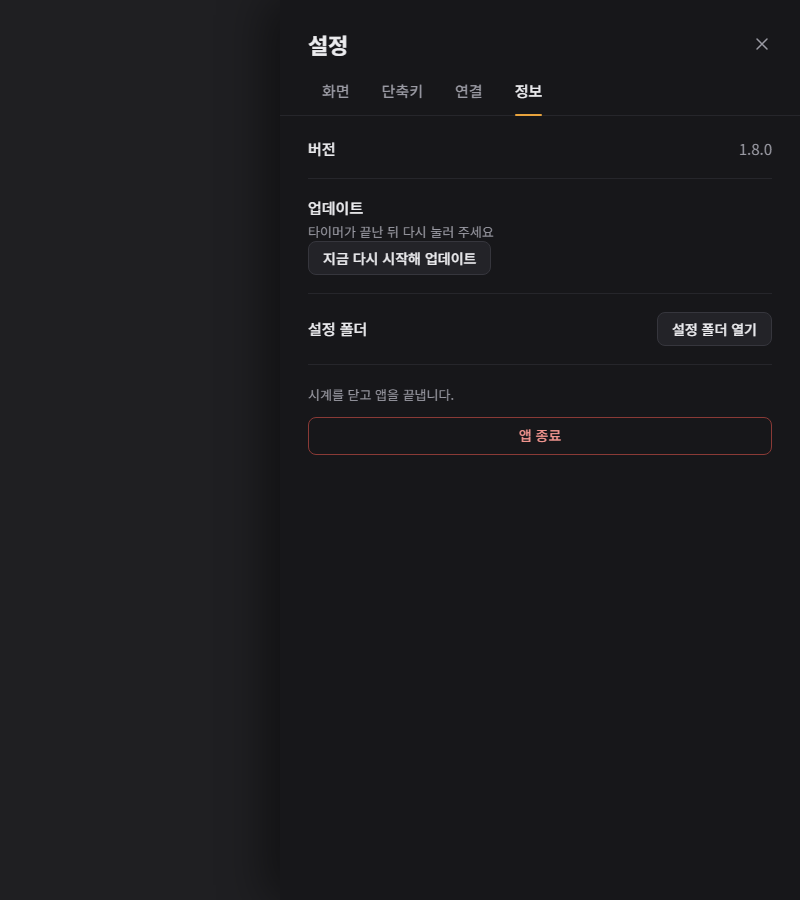 설정
화면 단축키 연결 정보
버전 1.8.0
업데이트
타이머가 끝난 뒤 다시 눌러 주세요
지금 다시 시작해 업데이트
설정 폴더 설정 폴더 열기
시계를 닫고 앱을 끝냅니다.
앱 종료